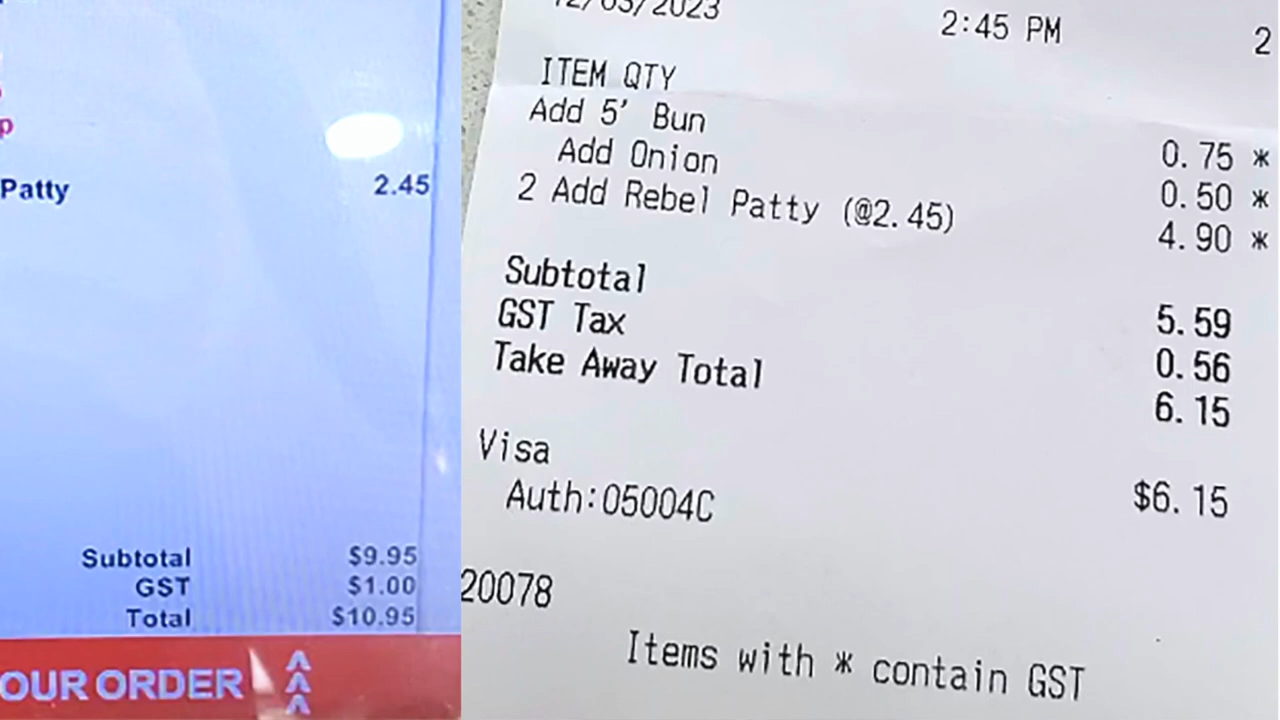 p
Patty 2.45
Subtotal $9.95
GST $1.00
Total $10.95
OUR ORDER
12/03/2023 2:45 PM 2
ITEM QTY
Add 5' Bun 0.75 *
Add Onion 0.50 *
2 Add Rebel Patty (@2.45) 4.90 *
Subtotal 5.59
GST Tax 0.56
Take Away Total 6.15
Visa $6.15
Auth:05004C
20078
Items with * contain GST